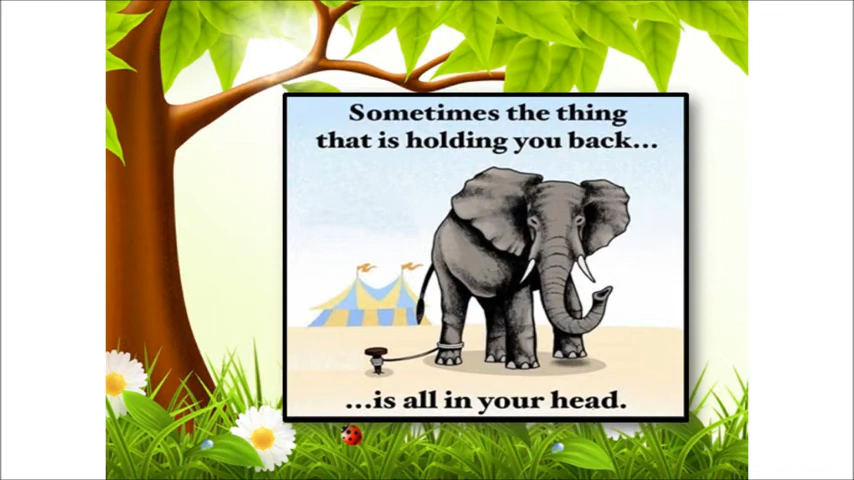 Sometimes the thing
that is holding you back...
...is all in your head.